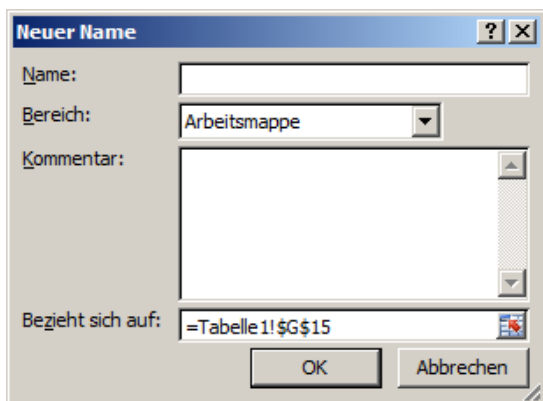 Neuer Name
Name:
Bereich: Arbeitsmappe
Kommentar:
Bezieht sich auf: =Tabelle1!$G$15
OK Abbrechen